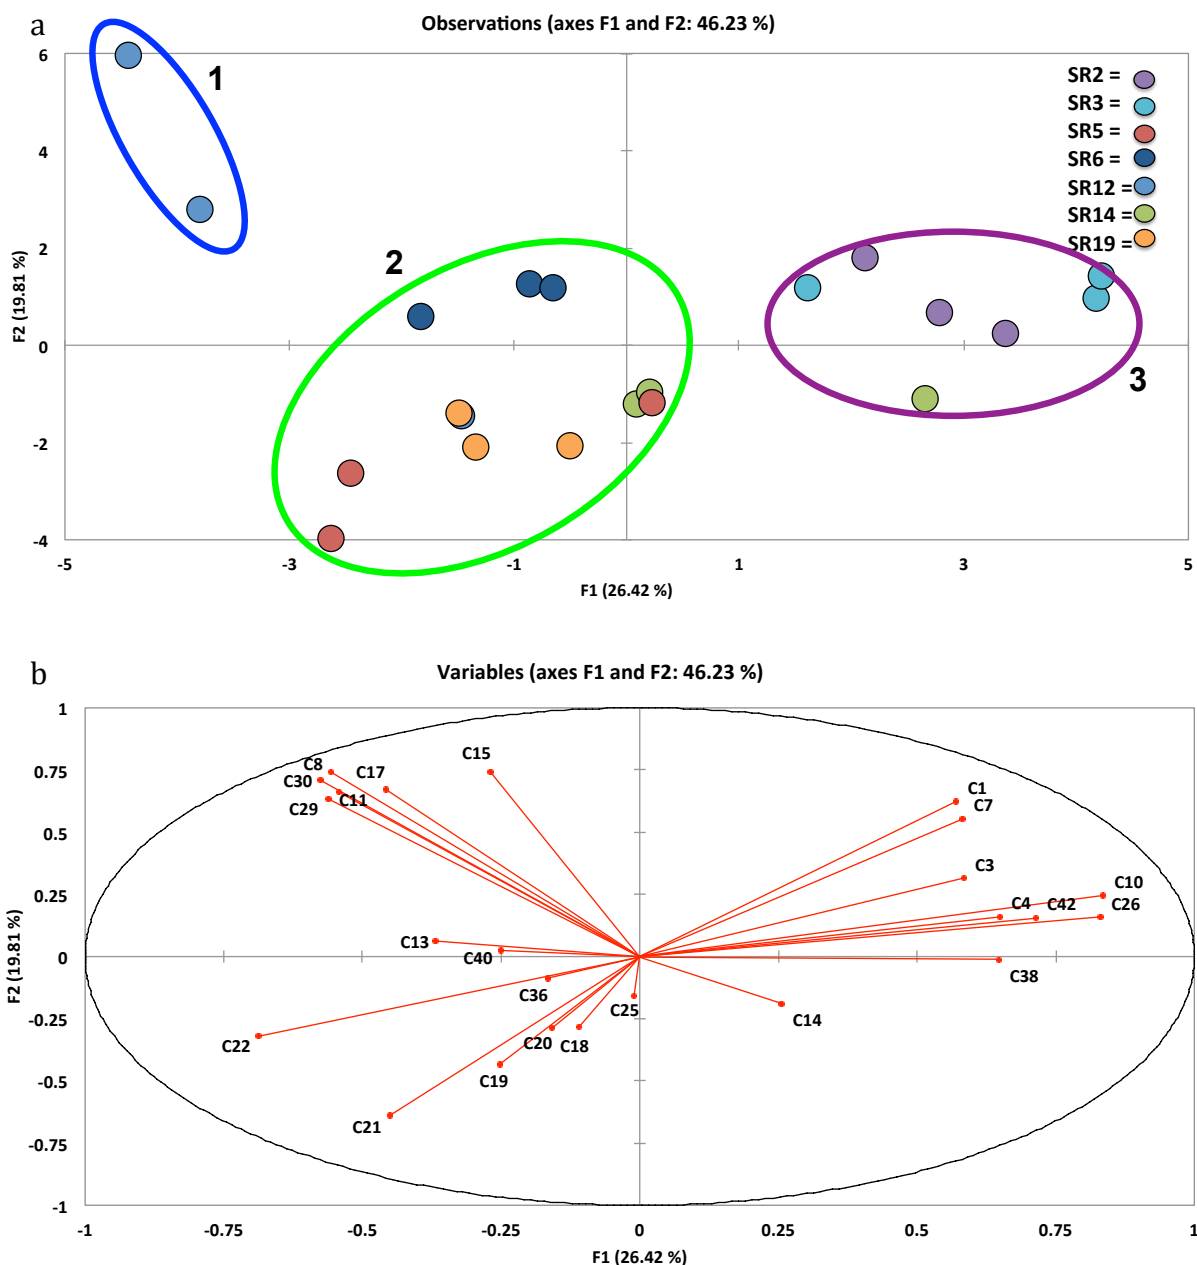 a
Observations (axes F1 and F2: 46.23 %)
6
1
SR2 =
SR3 =
4
SR5 =
SR6 =
SR12 =
SR14 =
2
2
SR19 =
F2 (19.81 %)
0
3
-2
-4
-5 -3 -1 1 3 5
F1 (26.42 %)
b
Variables (axes F1 and F2: 46.23 %)
1
C15
C8
C17
0.75
C30
C1
C29
C11
C7
0.5
C3
C10
0.25
C4
C42
C26
C13
0
C40
C38
F2 (19.81 %)
C36
C25
C14
-0.25
C22
C20
C18
-0.5
C19
C21
-0.75
-1
-1 -0.75 -0.5 -0.25 0 0.25 0.5 0.75 1
F1 (26.42 %)